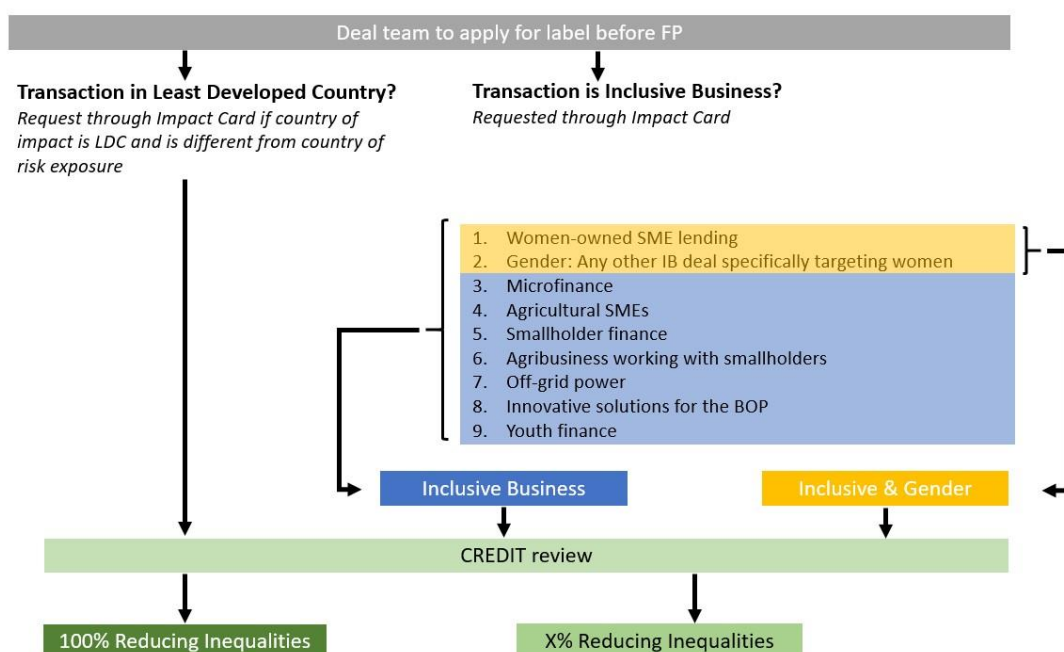 Deal team to apply for label before FP
Transaction in Least Developed Country?
Request through Impact Card if country of
impact is LDC and is different from country of
risk exposure
Transaction is Inclusive Business?
Requested through Impact Card
1. Women-owned SME lending
2. Gender: Any other IB deal specifically targeting women
3. Microfinance
4. Agricultural SMEs
5. Smallholder finance
6. Agribusiness working with smallholders
7. Off-grid power
8. Innovative solutions for the BOP
9. Youth finance
Inclusive Business
Inclusive & Gender
CREDIT review
100% Reducing Inequalities
X% Reducing Inequalities